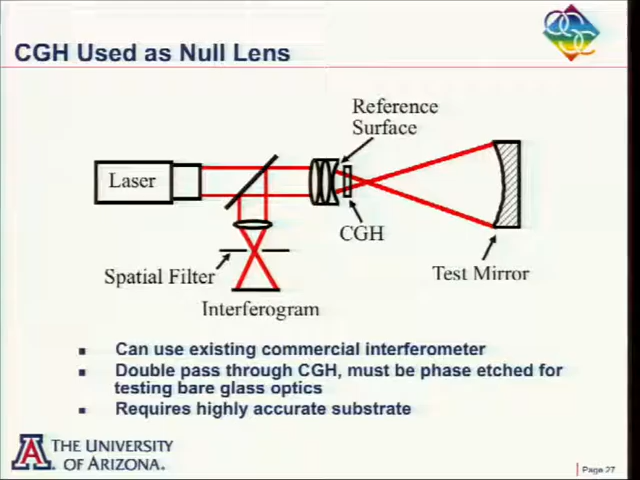 CGH Used as Null Lens
Reference
Surface
Laser
CGH
Spatial Filter
Test Mirror
Interferogram
Can use existing commercial interferometer
Double pass through CGH, must be phase etched for
testing bare glass optics
Requires highly accurate substrate
A
THE UNIVERSITY
OF ARIZONA.
Page 27